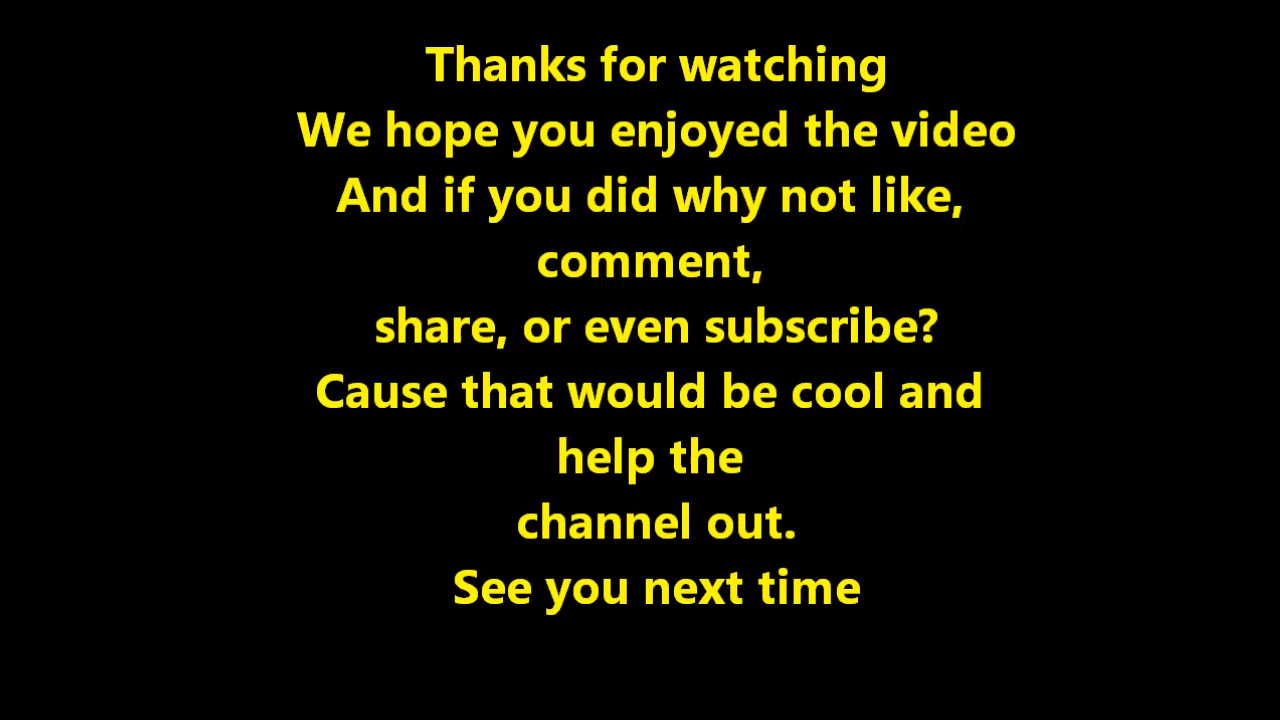 Thanks for watching
We hope you enjoyed the video
And if you did why not like,
comment,
share, or even subscribe?
Cause that would be cool and
help the
channel out.
See you next time